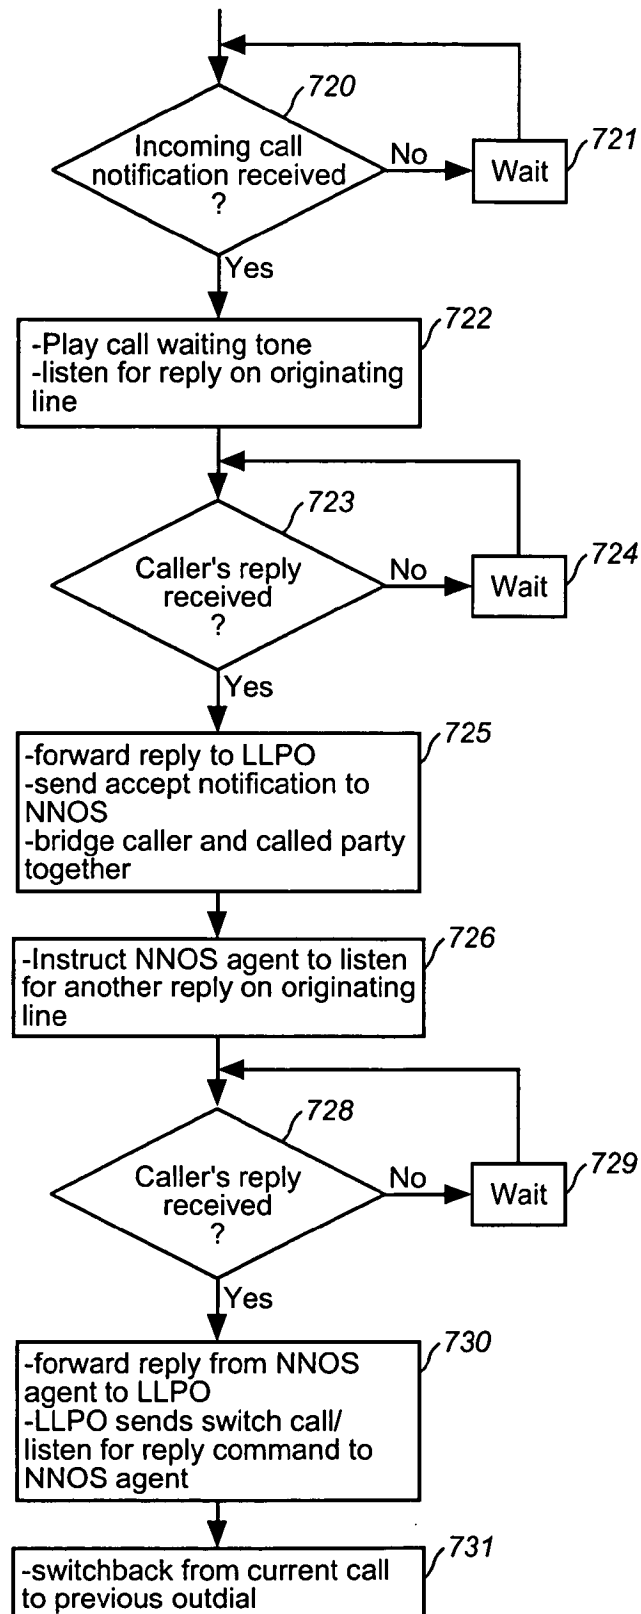 720
Incoming call
notification received
?
No
Wait
721
Yes
722
-Play call waiting tone
-listen for reply on originating
line
723
Caller's reply
received
?
No
Wait
724
Yes
725
-forward reply to LLPO
-send accept notification to
NNOS
-bridge caller and called party
together
726
-Instruct NNOS agent to listen
for another reply on originating
line
728
Caller's reply
received
?
No
Wait
729
Yes
730
-forward reply from NNOS
agent to LLPO
-LLPO sends switch call/
listen for reply command to
NNOS agent
731
-switchback from current call
to previous outdial